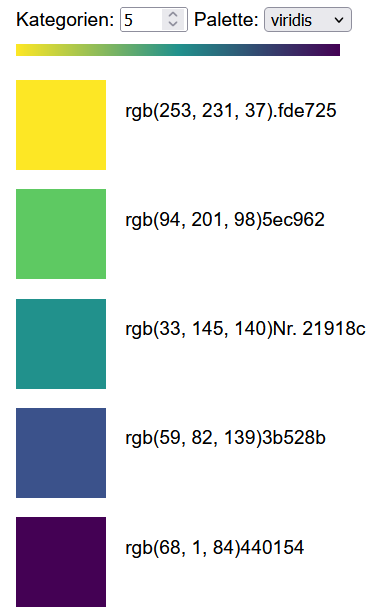 Kategorien: 5 Palette: viridis
rgb(253, 231, 37).fde725
rgb(94, 201, 98)5ec962
rgb(33, 145, 140)Nr. 21918c
rgb(59, 82, 139)3b528b
rgb(68, 1, 84)440154